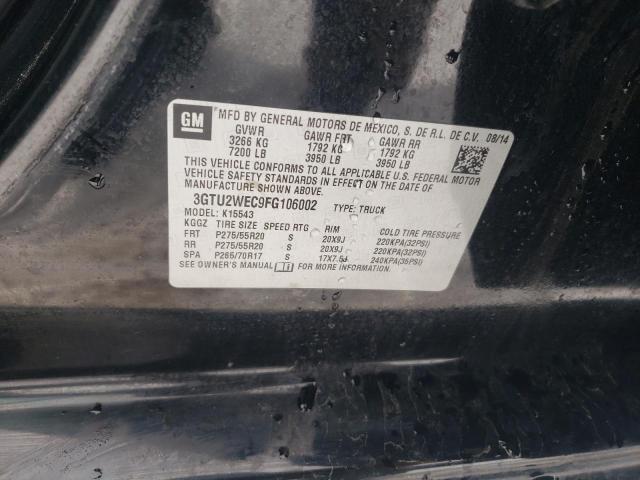 GM
MFD BY GENERAL MOTORS DE MEXICO, S. DE R.L. DE C.V. 08/14
GVWR GAWR FRT GAWR RR
3266 KG 1792 KG 1792 KG
7200 LB 3950 LB 3950 LB
THIS VEHICLE CONFORMS TO ALL APPLICABLE U.S. FEDERAL MOTOR
VEHICLE SAFETY STANDARDS IN EFFECT ON THE DATE OF
MANUFACTURE SHOWN ABOVE.
3GTU2WEC9FG106002 TYPE: TRUCK
MODEL: K15543
KGGZ TIRE SIZE SPEED RTG RIM COLD TIRE PRESSURE
FRT P275/55R20 S 20X9J 220KPA(32PSI)
RR P275/55R20 S 20X9J 220KPA(32PSI)
SPA P265/70R17 S 17X7.5J 240KPA(35PSI)
SEE OWNER'S MANUAL FOR MORE INFORMATION.